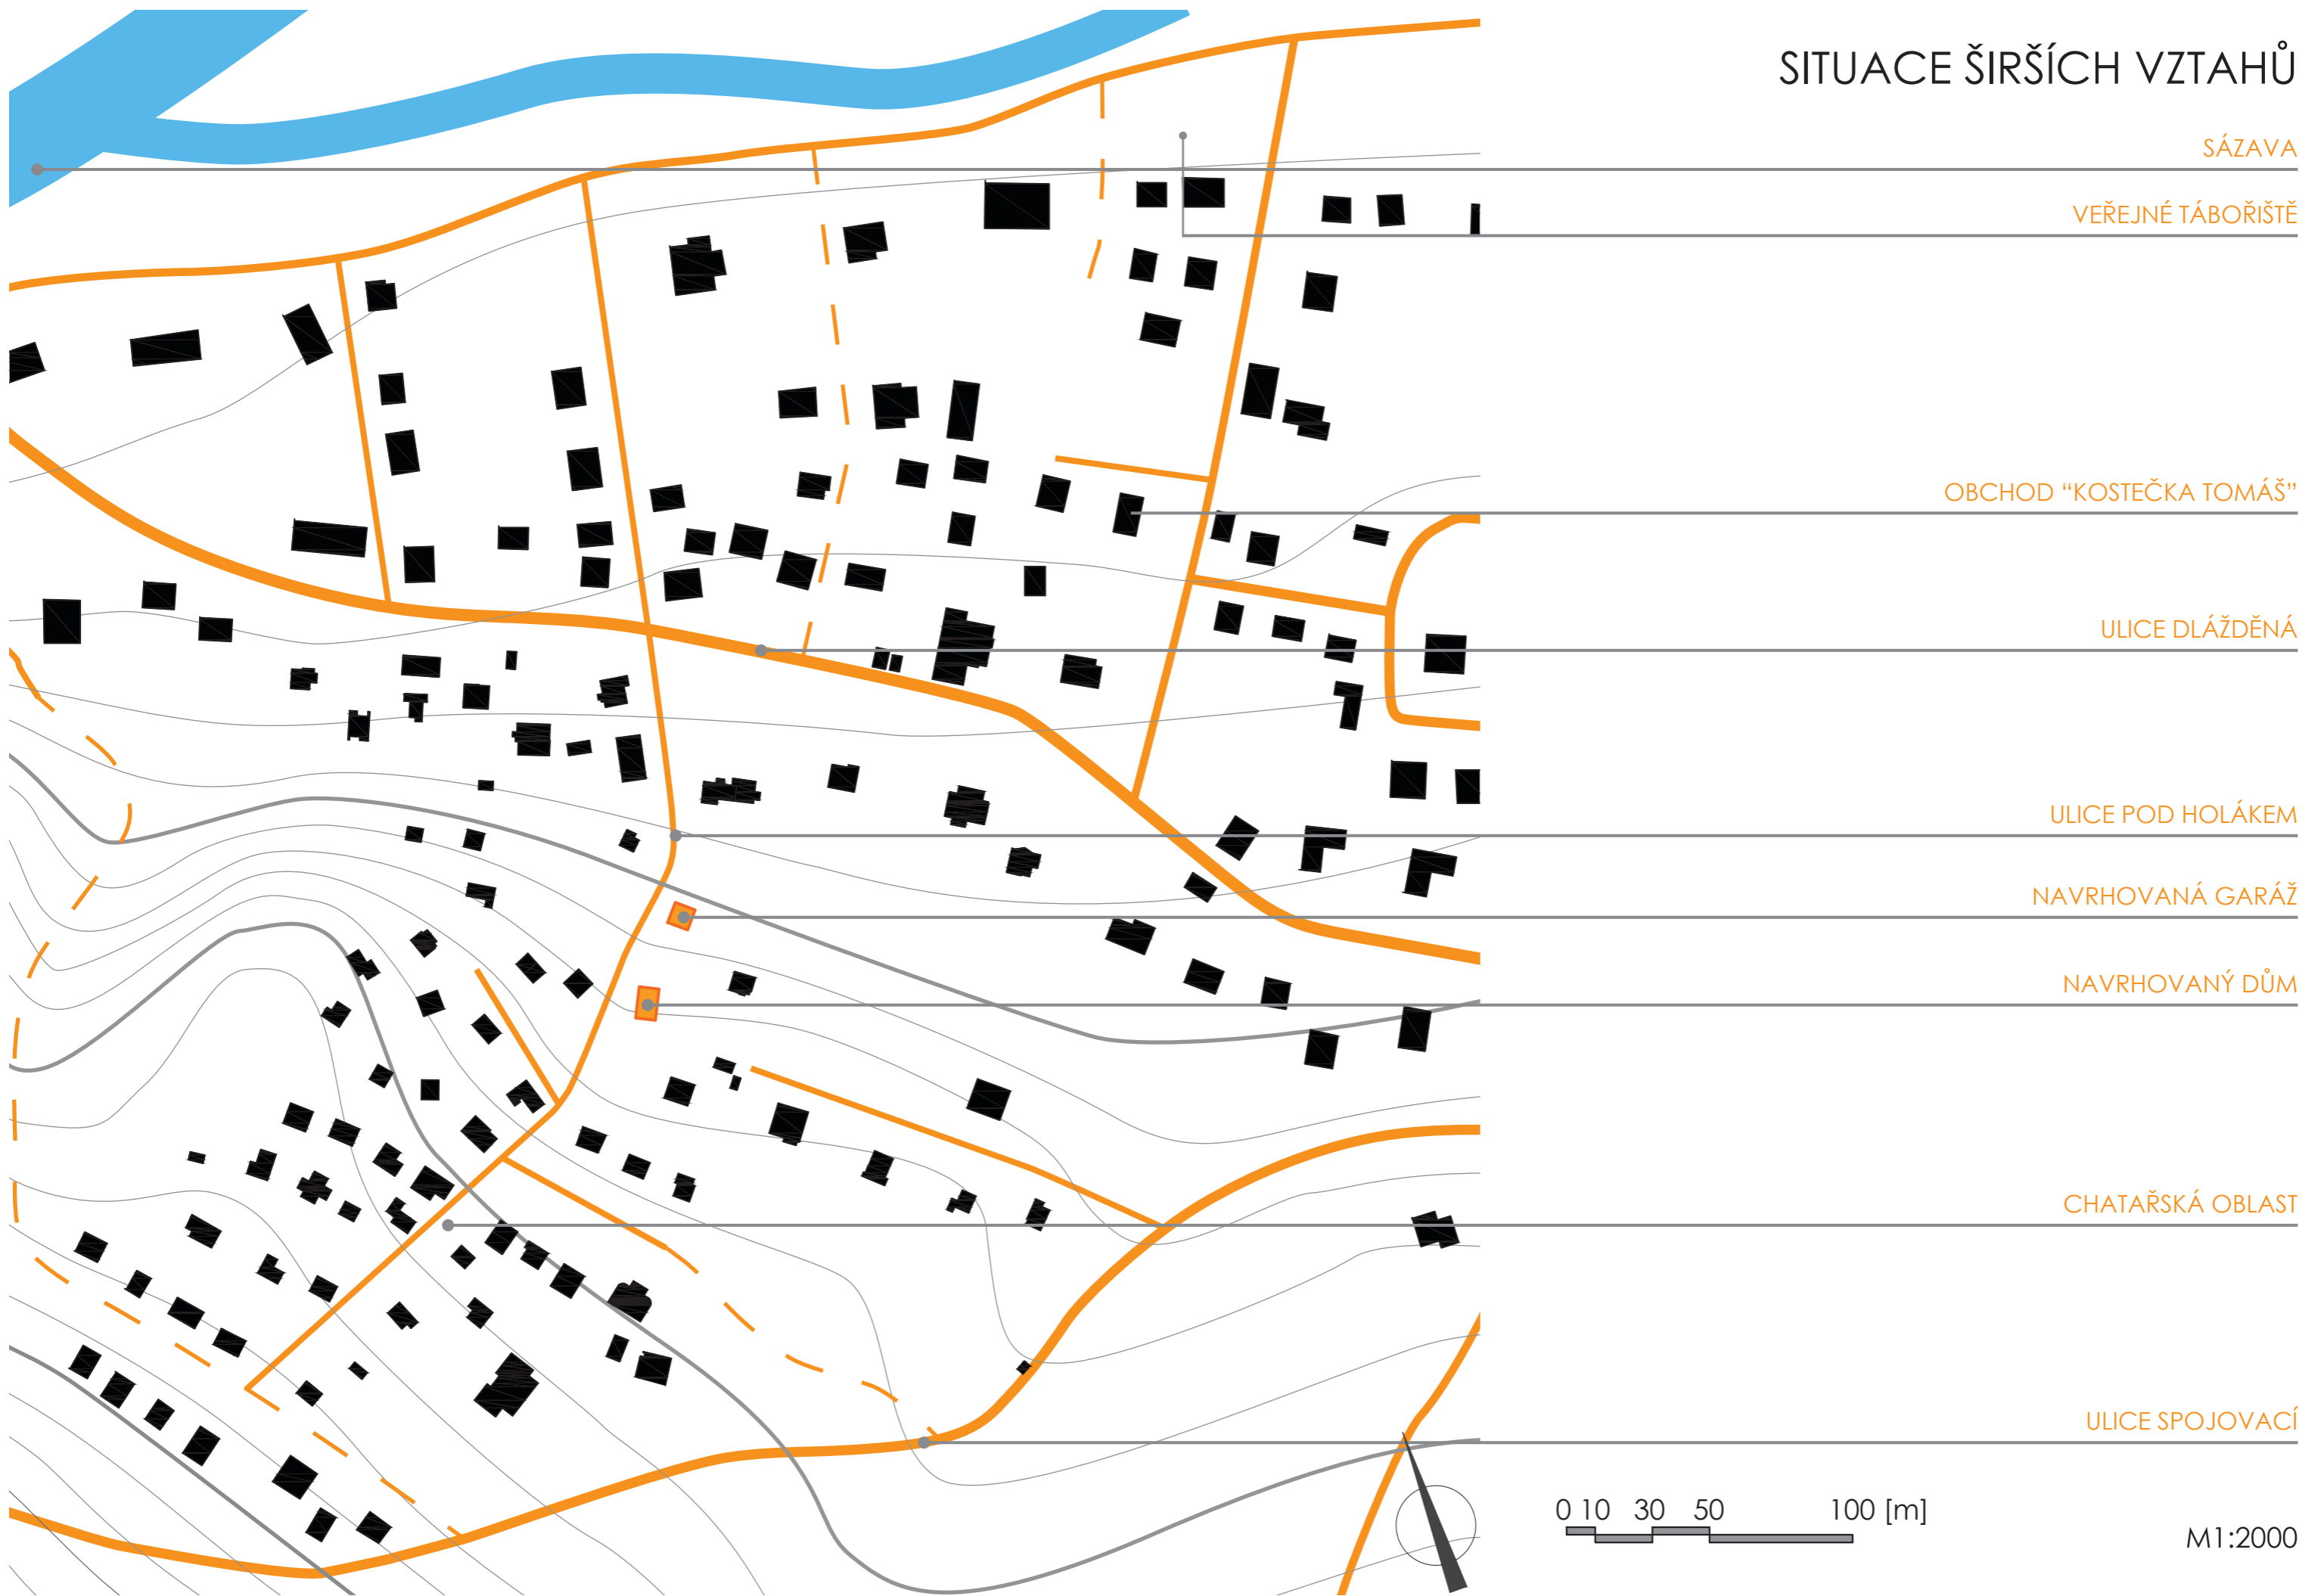 SITUACE ŠIRŠÍCH VZTAHŮ
SÁZAVA
VEŘEJNÉ TÁBOŘIŠTĚ
OBCHOD “KOSTEČKA TOMÁŠ”
ULICE DLÁŽDĚNÁ
ULICE POD HOLÁKEM
NAVRHOVANÁ GARÁŽ
NAVRHOVANÝ DŮM
CHATAŘSKÁ OBLAST
ULICE SPOJOVACÍ
0 10 30 50 100 [m]
M1:2000